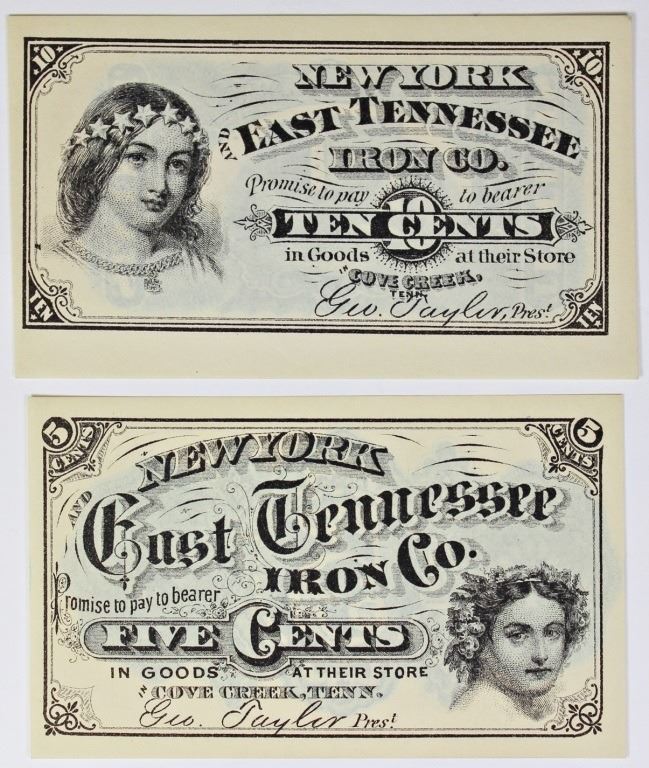 10 10
NEW YORK
AND EAST TENNESSEE
IRON CO.
Promise to pay to bearer
TEN 10 CENTS
in Goods at their Store
IN COVE CREEK,
TENN.
Geo. Taylor, Prest.
TEN TEN
5 CENTS 5 CENTS
NEW YORK
AND East Tennessee
IRON CO.
Promise to pay to bearer
FIVE CENTS
IN GOODS AT THEIR STORE
IN COVE CREEK, TENN.
Geo. Taylor Prest